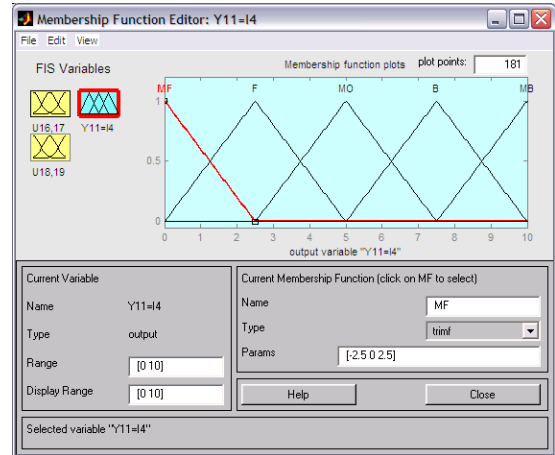 Membership Function Editor: Y11=I4
File Edit View
FIS Variables
Membership function plots plot points: 181
MF F MO B MB
U16,17 Y11=I4
U18,19
1
0.5
0
0 1 2 3 4 5 6 7 8 9 10
output variable "Y11=I4"
Current Variable
Name Y11=I4
Type output
Range [0 10]
Display Range [0 10]
Current Membership Function (click on MF to select)
Name MF
Type trimf
Params [-2.5 0 2.5]
Help Close
Selected variable "Y11=I4"